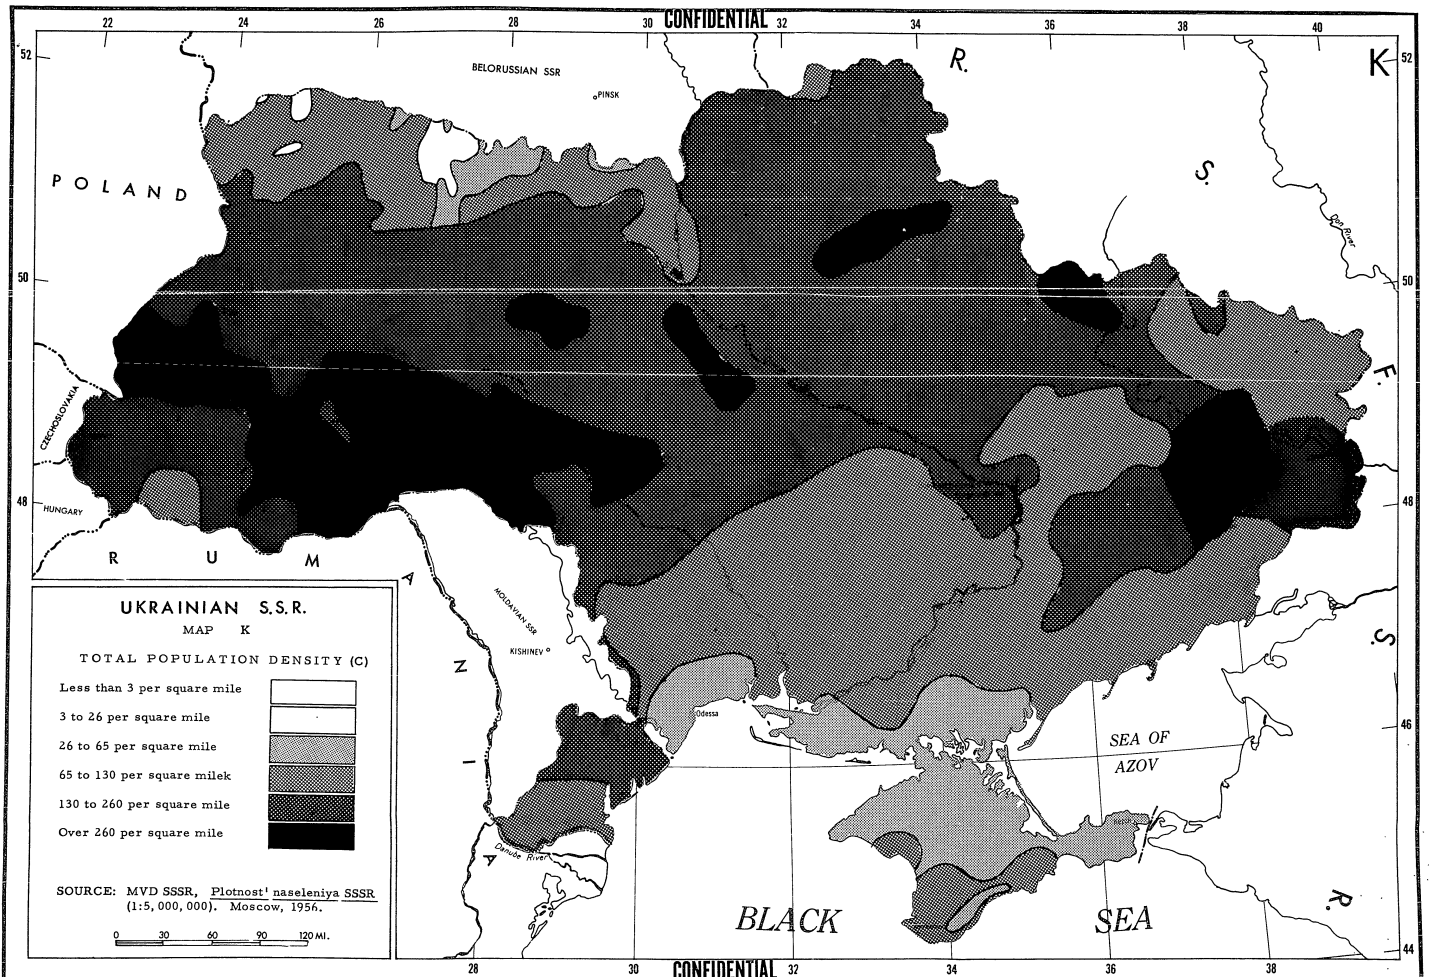 CONFIDENTIAL
22 24 26 28 30 32 34 36 38 40
52 52
K
R.
BELORUSSIAN SSR
PINSK
POLAND
S.
Don River
50 50
F.
CZECHOSLOVAKIA
48 48
HUNGARY
R U M A N I A
MOLDAVIAN SSR
KISHINEV
S.
UKRAINIAN S.S.R.
MAP K
TOTAL POPULATION DENSITY (C)
Less than 3 per square mile
3 to 26 per square mile
26 to 65 per square mile
65 to 130 per square milek
130 to 260 per square mile
Over 260 per square mile
SOURCE: MVD SSSR, Plotnost' naseleniya SSSR
(1:5,000,000). Moscow, 1956.
0 30 60 90 120 MI.
Odessa
46
SEA OF
AZOV
Kerch
Danube River
R.
BLACK SEA
44
28 30 32 34 36 38
CONFIDENTIAL